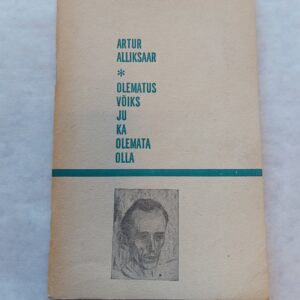 ARTUR
ALLIKSAAR
*
OLEMATUS
VÕIKS
JU
KA
OLEMATA
OLLA